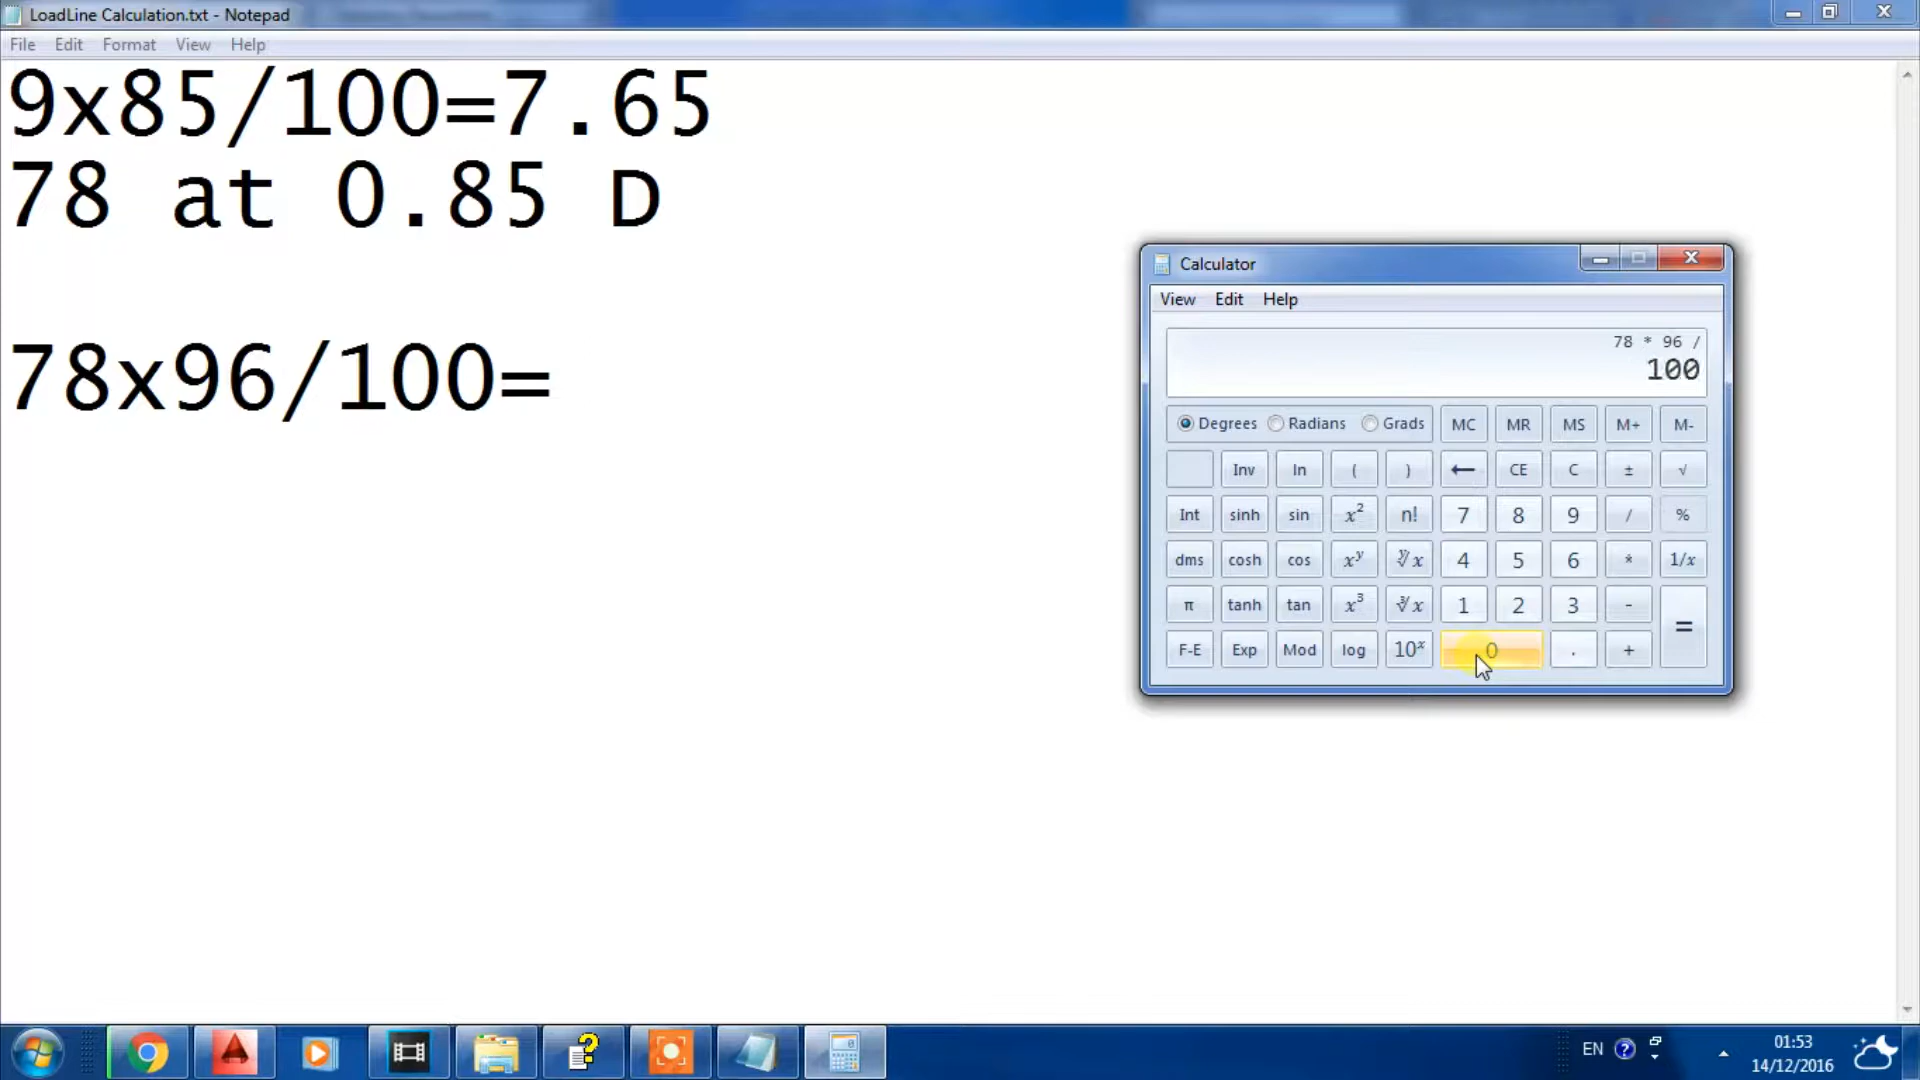 LoadLine Calculation.txt - Notepad
File Edit Format View Help
9x85/100=7.65
78 at 0.85 D
78x96/100=
Calculator
View Edit Help
78 * 96 /
100
Degrees Radians Grads MC MR MS M+ M-
Inv ln ( ) ← CE C ± √
Int sinh sin x² n! 7 8 9 / %
dms cosh cos xʸ ʸ√x 4 5 6 * 1/x
π tanh tan x³ ³√x 1 2 3 - =
F-E Exp Mod log 10ˣ 0 . +
EN
01:53
14/12/2016